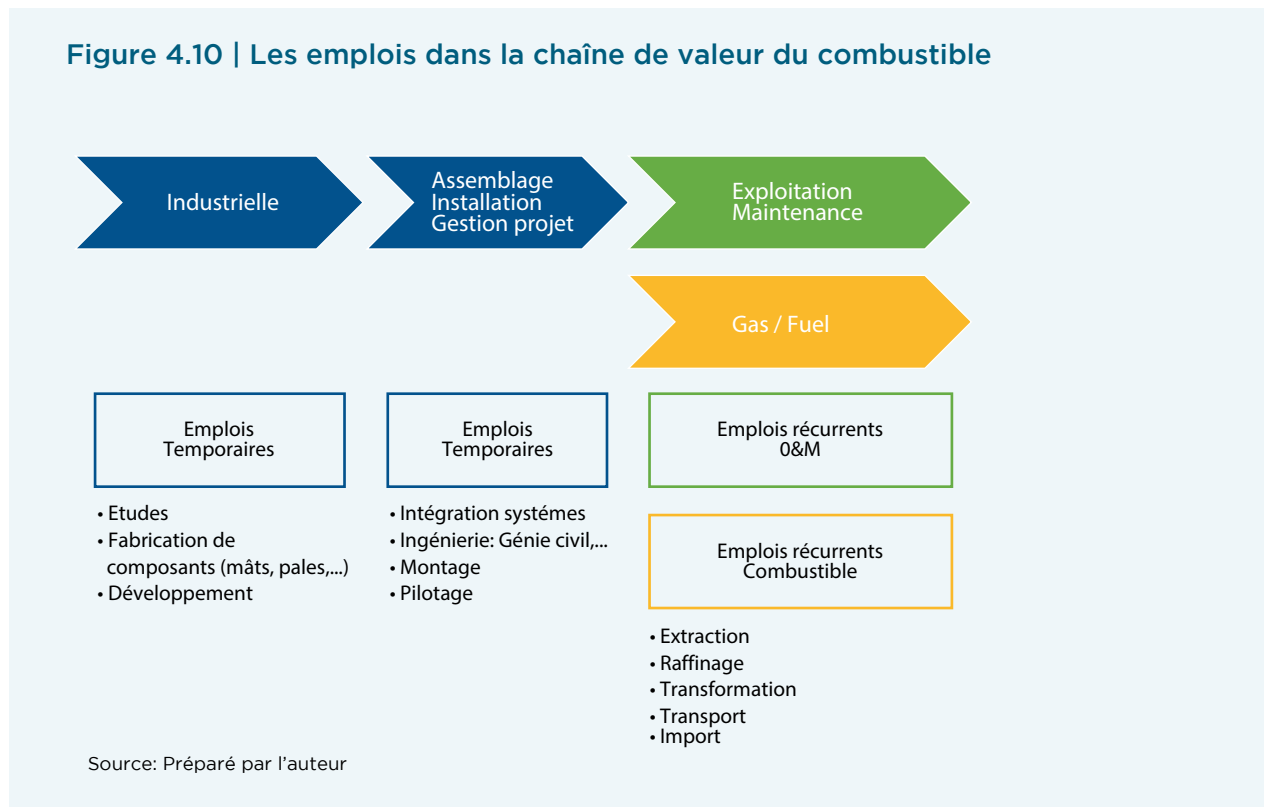 Figure 4.10 | Les emplois dans la chaîne de valeur du combustible
Industrielle
Assemblage
Installation
Gestion projet
Exploitation
Maintenance
Gas / Fuel
Emplois
Temporaires
• Etudes
• Fabrication de
composants (mâts, pales,...)
• Développement
Emplois
Temporaires
• Intégration systémes
• Ingénierie: Génie civil,...
• Montage
• Pilotage
Emplois récurrents
0&M
Emplois récurrents
Combustible
• Extraction
• Raffinage
• Transformation
• Transport
• Import
Source: Préparé par l'auteur